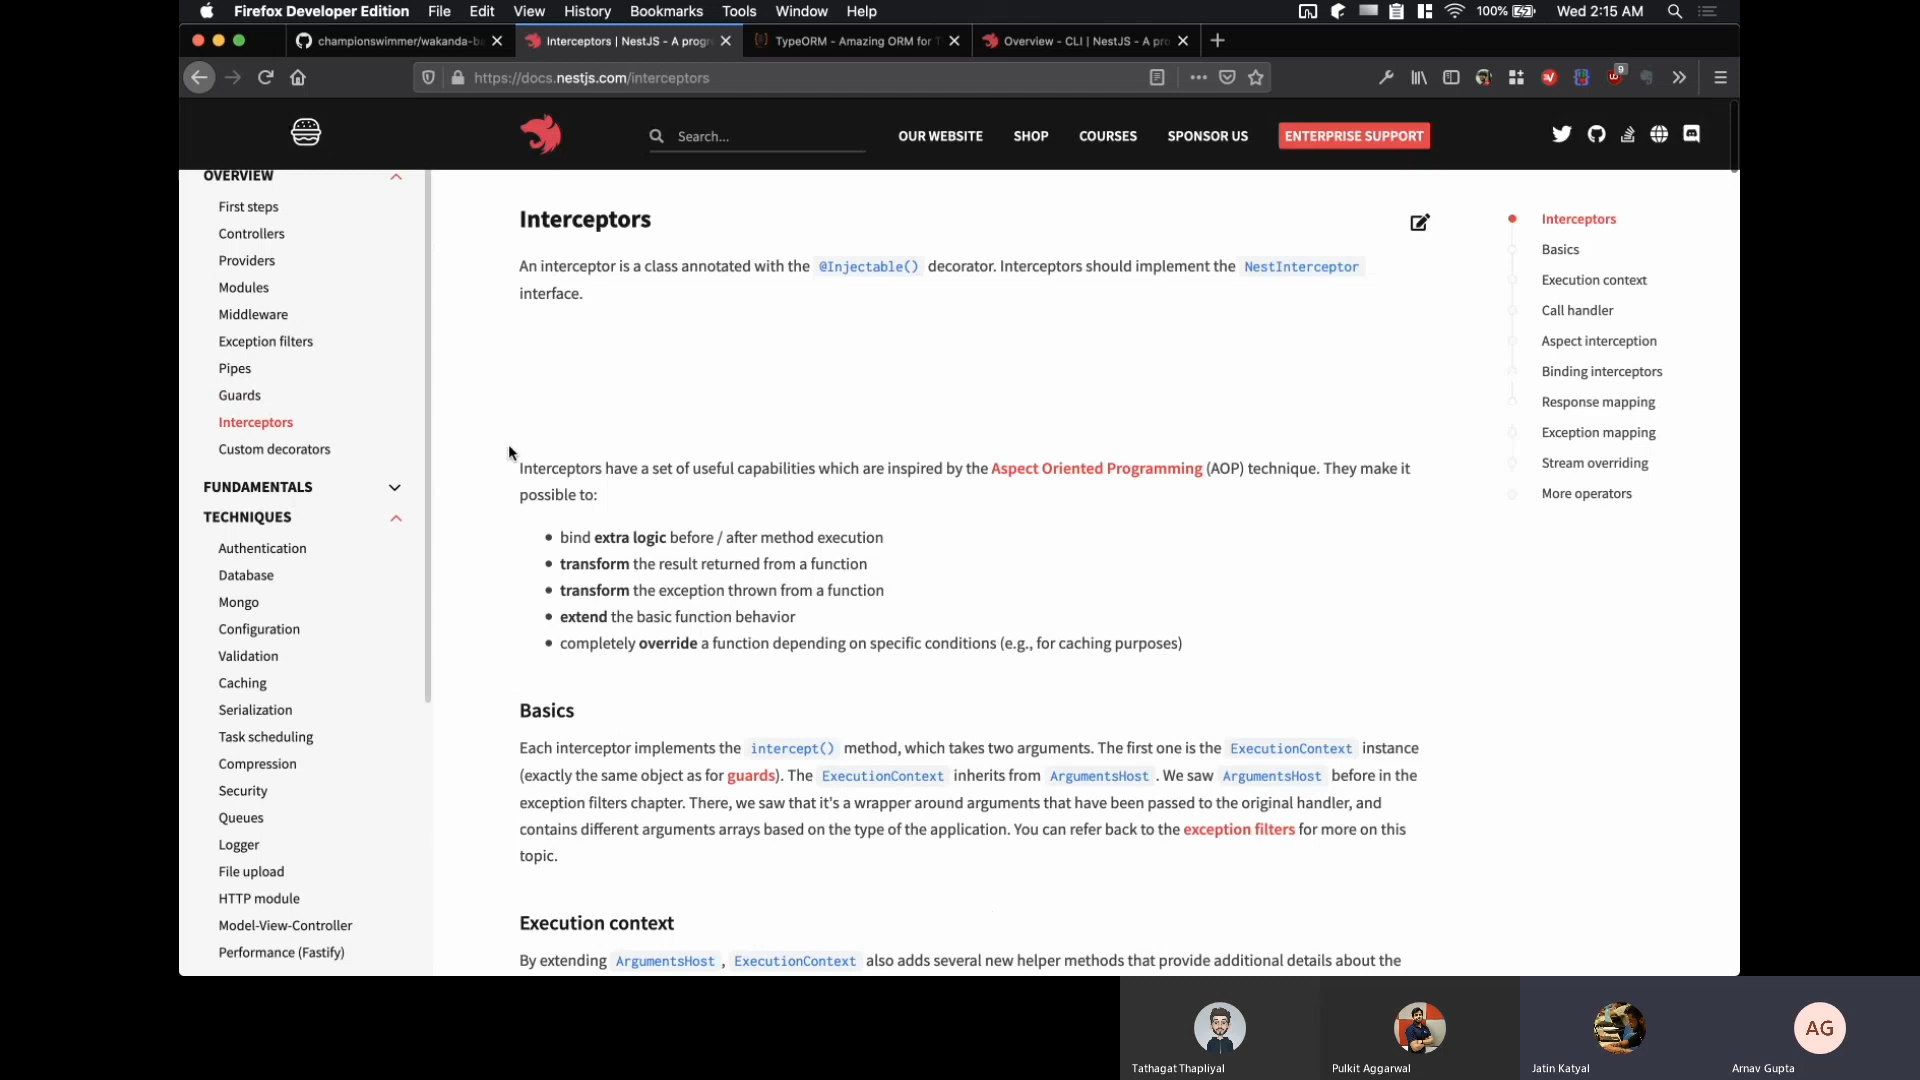 Firefox Developer Edition File Edit View History Bookmarks Tools Window Help 100% Wed 2:15 AM
championswimmer/wakanda-ba
Interceptors | NestJS - A progr
TypeORM - Amazing ORM for T
Overview - CLI | NestJS - A pro
https://docs.nestjs.com/interceptors
9
Search...
OUR WEBSITE
SHOP
COURSES
SPONSOR US
ENTERPRISE SUPPORT
OVERVIEW
First steps
Controllers
Providers
Modules
Middleware
Exception filters
Pipes
Guards
Interceptors
Custom decorators
FUNDAMENTALS
TECHNIQUES
Authentication
Database
Mongo
Configuration
Validation
Caching
Serialization
Task scheduling
Compression
Security
Queues
Logger
File upload
HTTP module
Model-View-Controller
Performance (Fastify)
Interceptors
An interceptor is a class annotated with the @Injectable() decorator. Interceptors should implement the NestInterceptor
interface.
Interceptors have a set of useful capabilities which are inspired by the Aspect Oriented Programming (AOP) technique. They make it
possible to:
• bind extra logic before / after method execution
• transform the result returned from a function
• transform the exception thrown from a function
• extend the basic function behavior
• completely override a function depending on specific conditions (e.g., for caching purposes)
Basics
Each interceptor implements the intercept() method, which takes two arguments. The first one is the ExecutionContext instance
(exactly the same object as for guards). The ExecutionContext inherits from ArgumentsHost. We saw ArgumentsHost before in the
exception filters chapter. There, we saw that it's a wrapper around arguments that have been passed to the original handler, and
contains different arguments arrays based on the type of the application. You can refer back to the exception filters for more on this
topic.
Execution context
By extending ArgumentsHost, ExecutionContext also adds several new helper methods that provide additional details about the
Interceptors
Basics
Execution context
Call handler
Aspect interception
Binding interceptors
Response mapping
Exception mapping
Stream overriding
More operators
AG
Tathagat Thapliyal
Pulkit Aggarwal
Jatin Katyal
Arnav Gupta